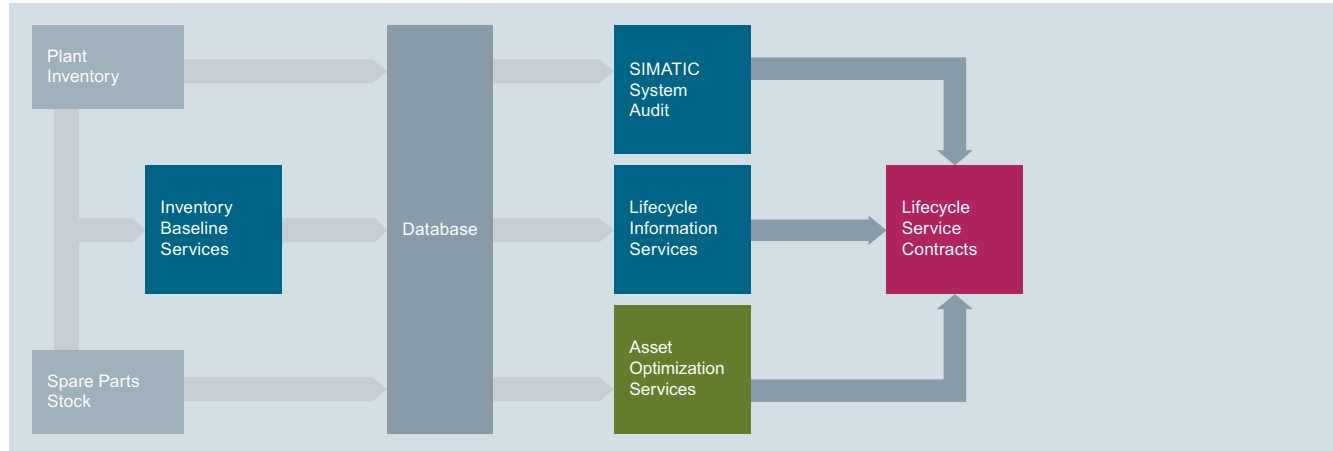 Plant
Inventory
SIMATIC
System
Audit
Inventory
Baseline
Services
Database
Lifecycle
Information
Services
Lifecycle
Service
Contracts
Spare Parts
Stock
Asset
Optimization
Services